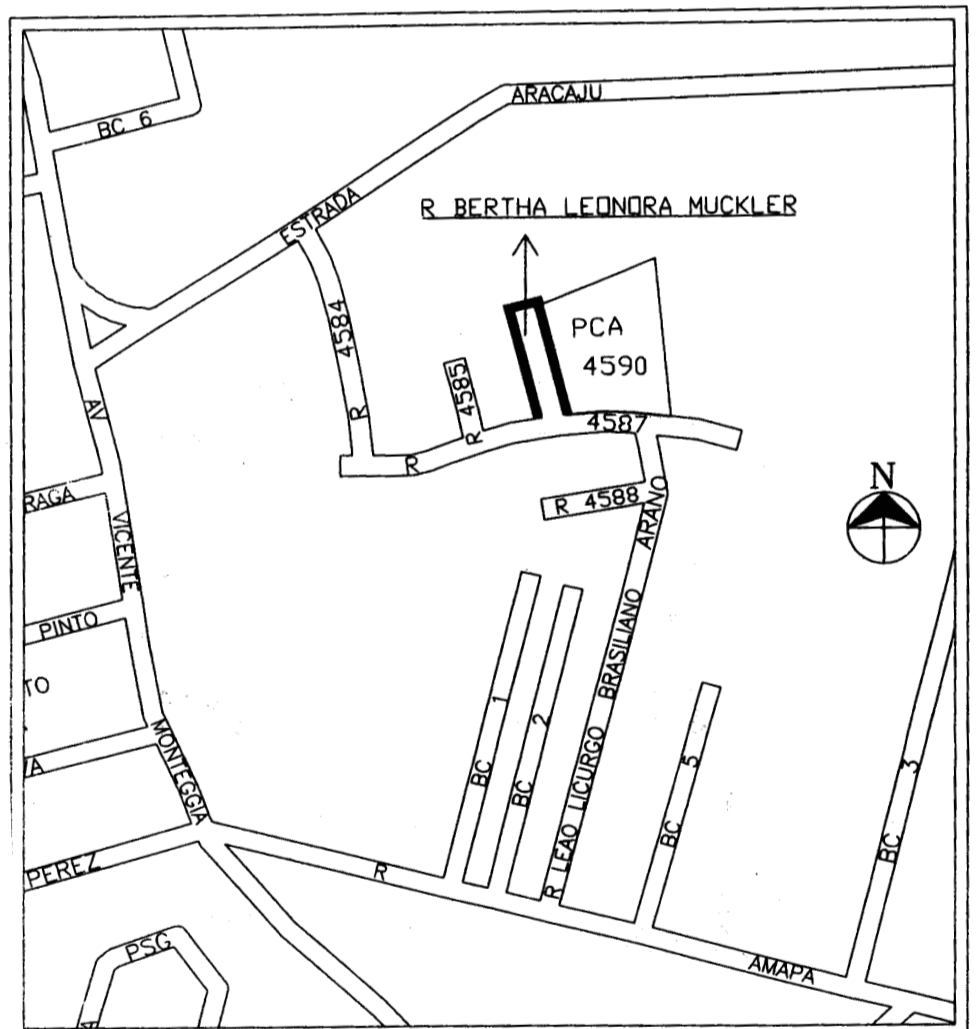 ARACAJU
BC 6
ESTRADA
R BERTHA LEONORA MUCKLER
4584
R
PCA
4590
R 4585
R
4587
AV
VICENTE
MONTEGGIA
RAGA
N
R 4588
R LEAO LICURGO BRASILIANO ARANO
PINTO
TO
BC 1
BC 2
BC 5
BC 3
VA
PEREZ
R
AMAPA
PSG